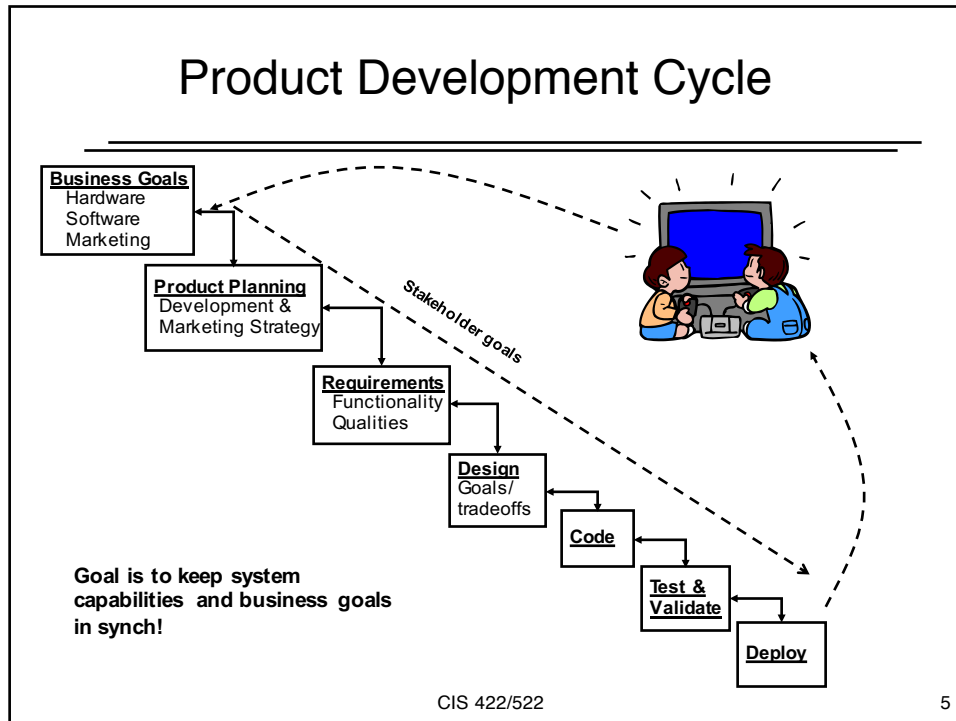 Product Development Cycle
Business Goals
Hardware
Software
Marketing
Product Planning
Development &
Marketing Strategy
Stakeholder goals
Requirements
Functionality
Qualities
Design
Goals/
tradeoffs
Code
Test &
Validate
Deploy
Goal is to keep system
capabilities and business goals
in synch!
CIS 422/522
5